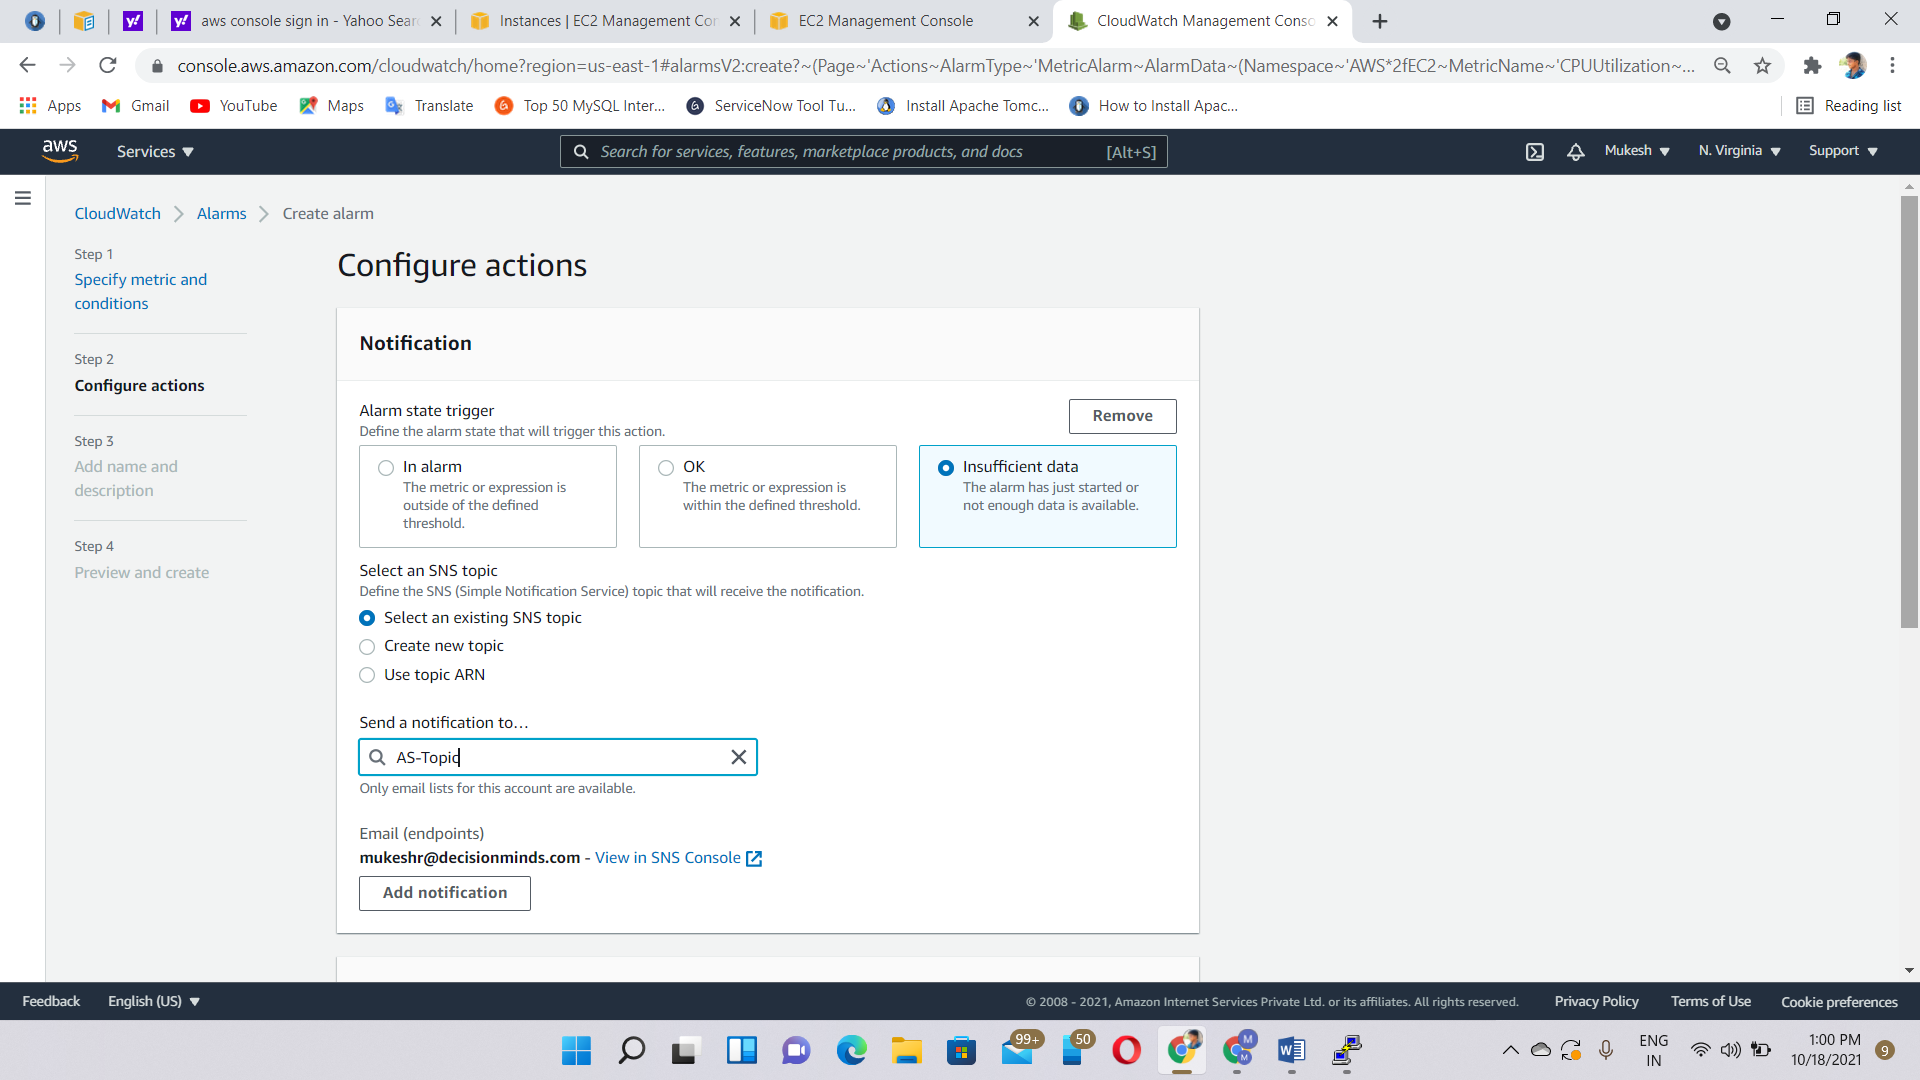 aws console sign in - Yahoo Sear
Instances | EC2 Management Con
EC2 Management Console
CloudWatch Management Conso
console.aws.amazon.com/cloudwatch/home?region=us-east-1#alarmsV2:create?~(Page~'Actions~AlarmType~'MetricAlarm~AlarmData~(Namespace~'AWS*2fEC2~MetricName~'CPUUtilization~...
Apps
Gmail
YouTube
Maps
Translate
Top 50 MySQL Inter...
ServiceNow Tool Tu...
Install Apache Tomc...
How to Install Apac...
Reading list
aws
Services
Search for services, features, marketplace products, and docs
[Alt+S]
Mukesh
N. Virginia
Support
CloudWatch
Alarms
Create alarm
Step 1
Specify metric and
conditions
Step 2
Configure actions
Step 3
Add name and
description
Step 4
Preview and create
Configure actions
Notification
Alarm state trigger
Define the alarm state that will trigger this action.
Remove
In alarm
The metric or expression is
outside of the defined
threshold.
OK
The metric or expression is
within the defined threshold.
Insufficient data
The alarm has just started or
not enough data is available.
Select an SNS topic
Define the SNS (Simple Notification Service) topic that will receive the notification.
Select an existing SNS topic
Create new topic
Use topic ARN
Send a notification to…
AS-Topic
Only email lists for this account are available.
Email (endpoints)
mukeshr@decisionminds.com - View in SNS Console
Add notification
Feedback
English (US)
© 2008 - 2021, Amazon Internet Services Private Ltd. or its affiliates. All rights reserved.
Privacy Policy
Terms of Use
Cookie preferences
99+
50
M
M
ENG
IN
1:00 PM
10/18/2021
9